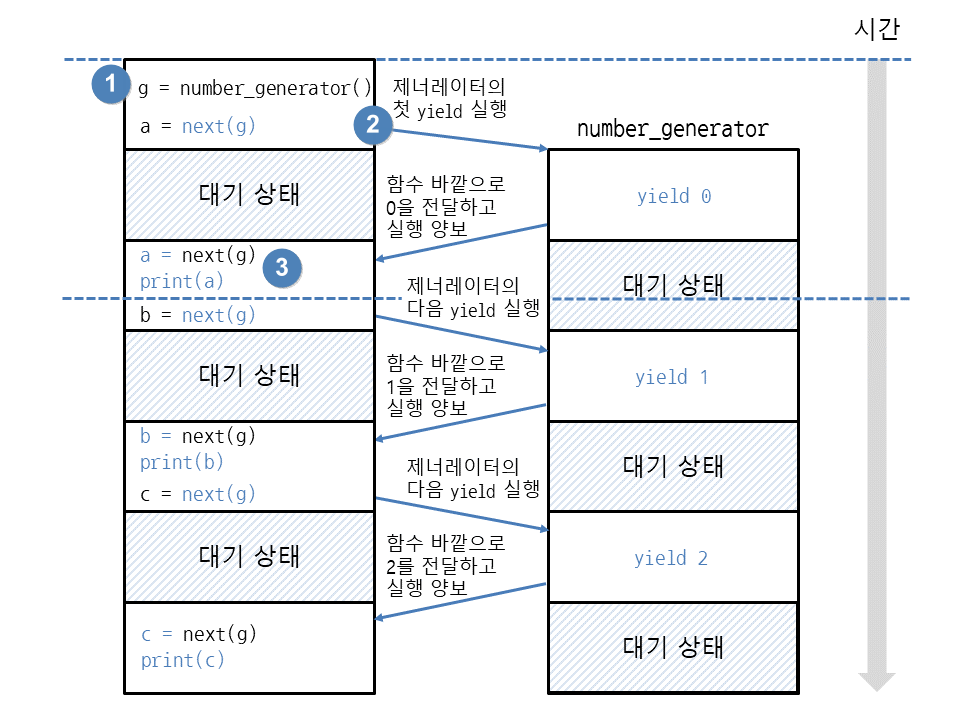 시간
1
g = number_generator()
a = next(g)
2
제너레이터의
첫 yield 실행
number_generator
대기 상태
함수 바깥으로
0을 전달하고
실행 양보
yield 0
a = next(g)
print(a)
3
대기 상태
제너레이터의
다음 yield 실행
b = next(g)
대기 상태
함수 바깥으로
1을 전달하고
실행 양보
yield 1
b = next(g)
print(b)
c = next(g)
제너레이터의
다음 yield 실행
대기 상태
대기 상태
함수 바깥으로
2를 전달하고
실행 양보
yield 2
c = next(g)
print(c)
대기 상태